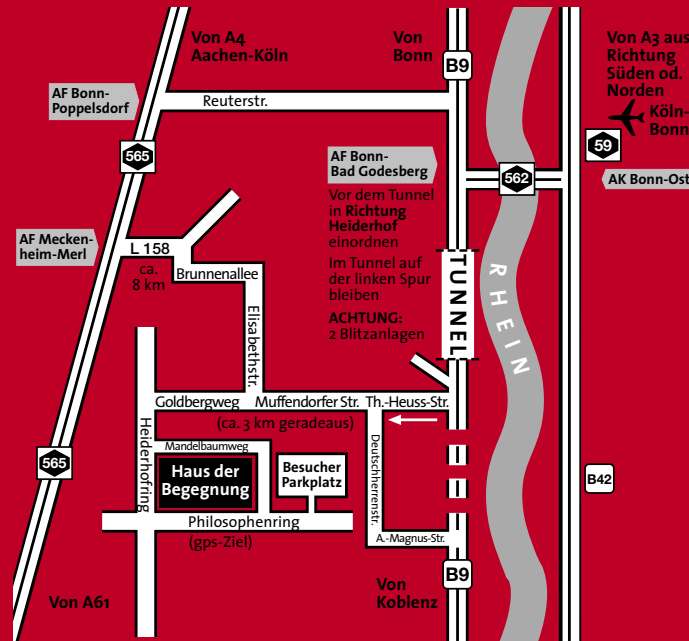 Von A4
Aachen-Köln
Von
Bonn
B9
Von A3 aus
Richtung
Süden od.
Norden
Köln-
Bonn
59
AF Bonn-
Poppelsdorf
Reuterstr.
565
AF Bonn-
Bad Godesberg
562
AK Bonn-Ost
Vor dem Tunnel
in Richtung
Heiderhof
einordnen
Im Tunnel auf
der linken Spur
bleiben
ACHTUNG:
2 Blitzanlagen
TUNNEL
RHEIN
AF Mecken-
heim-Merl
L 158
ca.
8 km
Brunnenallee
Elisabethstr.
Goldbergweg
Muffendorfer Str.
Th.-Heuss-Str.
(ca. 3 km geradeaus)
Heiderhofring
Mandelbaumweg
Deutschherrenstr.
565
Haus der
Begegnung
Besucher
Parkplatz
B42
Philosophenring
(gps-Ziel)
A.-Magnus-Str.
Von A61
Von
Koblenz
B9